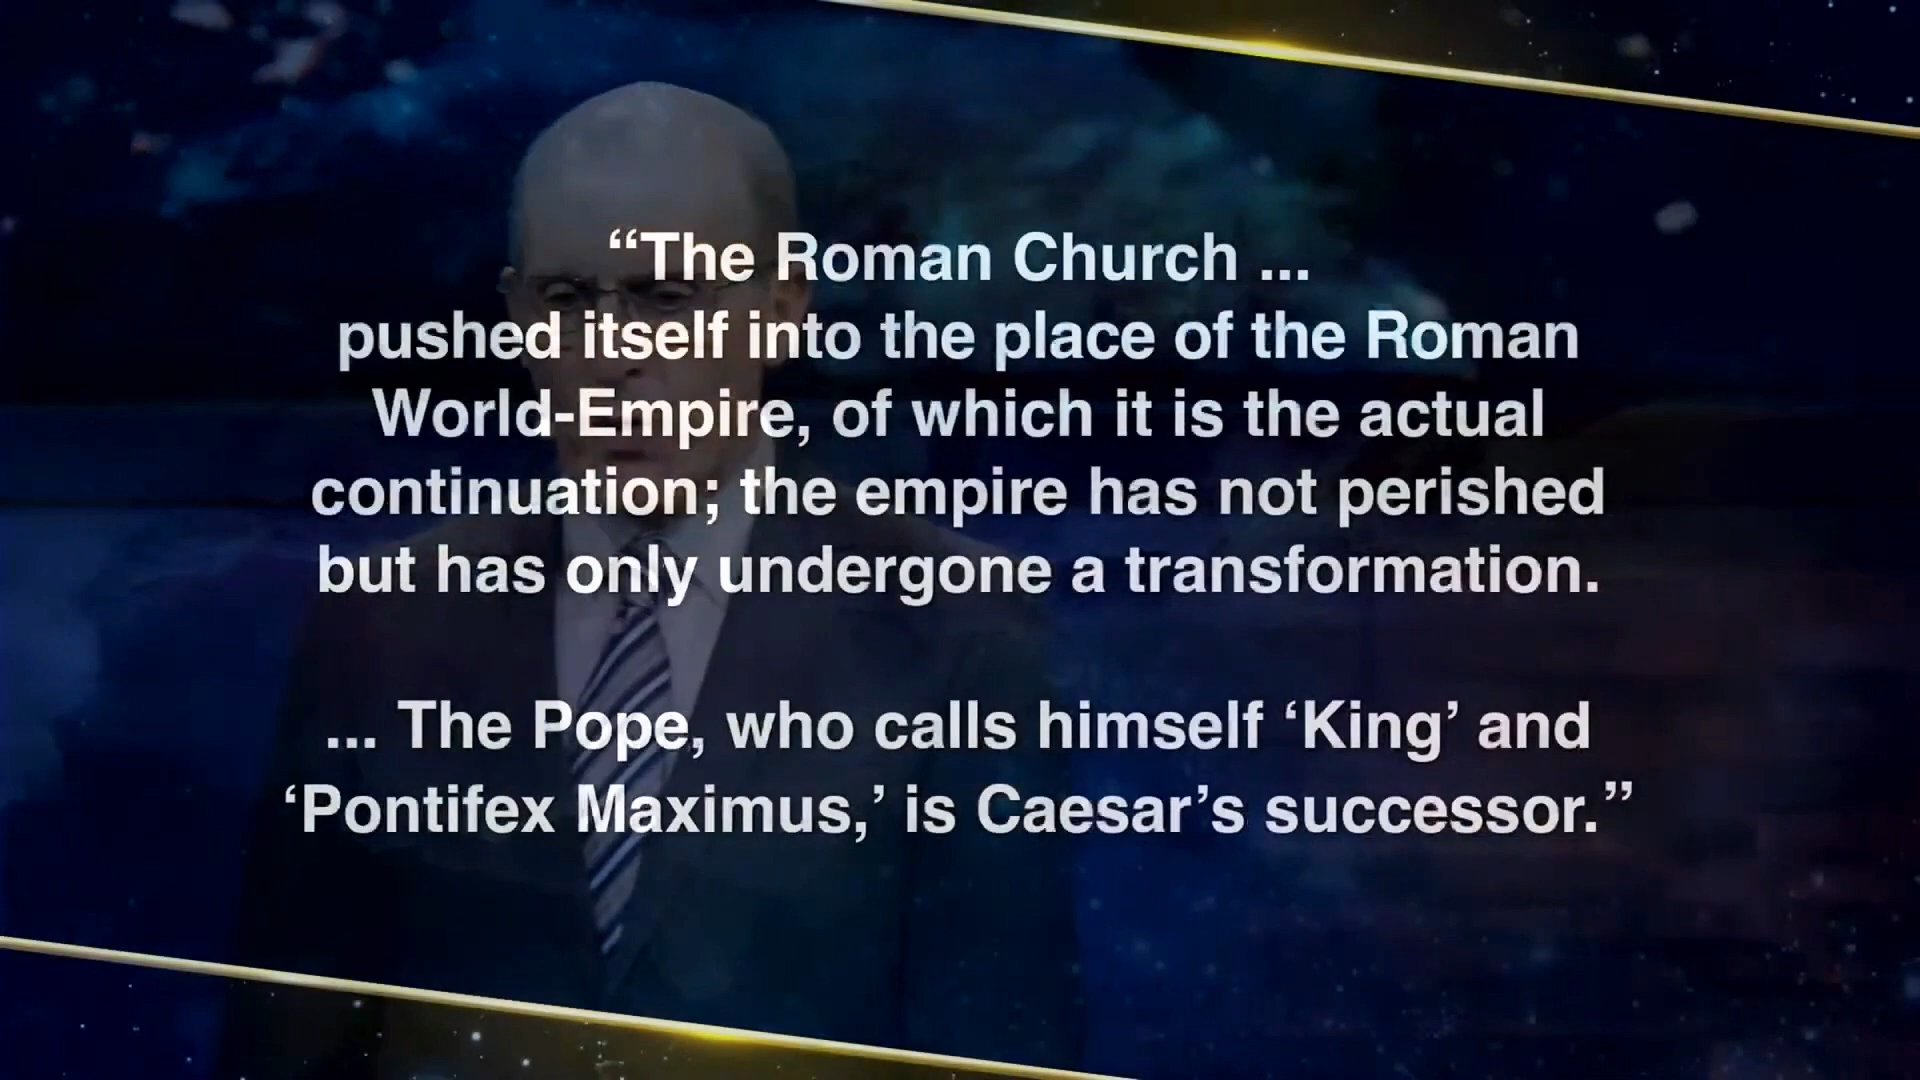 “The Roman Church ...
pushed itself into the place of the Roman
World-Empire, of which it is the actual
continuation; the empire has not perished
but has only undergone a transformation.
... The Pope, who calls himself ‘King’ and
‘Pontifex Maximus,’ is Caesar’s successor.”